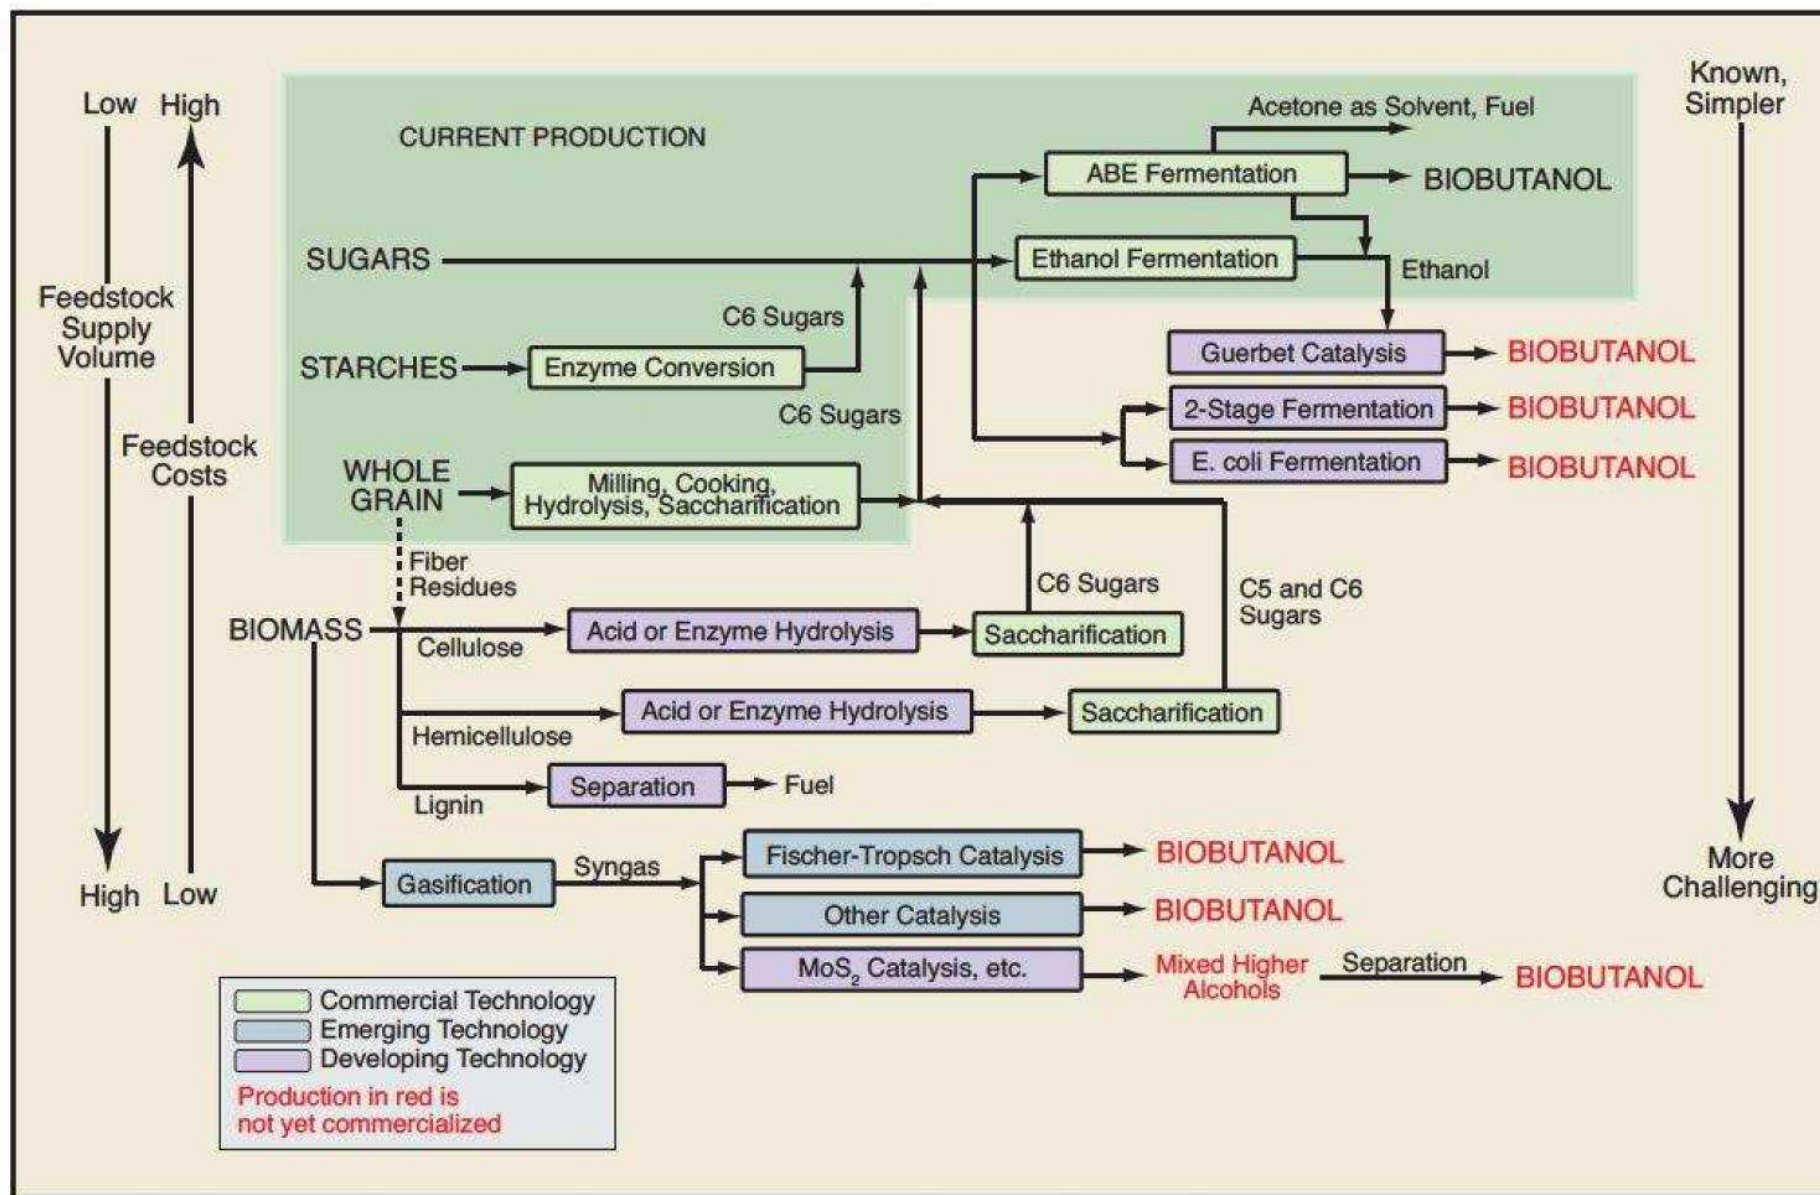 Low
High
Feedstock
Supply
Volume
Feedstock
Costs
High
Low
CURRENT PRODUCTION
Acetone as Solvent, Fuel
ABE Fermentation
BIOBUTANOL
SUGARS
Ethanol Fermentation
Ethanol
C6 Sugars
STARCHES
Enzyme Conversion
C6 Sugars
Guerbet Catalysis
BIOBUTANOL
2-Stage Fermentation
BIOBUTANOL
E. coli Fermentation
BIOBUTANOL
WHOLE
GRAIN
Milling, Cooking,
Hydrolysis, Saccharification
Fiber
Residues
BIOMASS
Cellulose
Acid or Enzyme Hydrolysis
Saccharification
C6 Sugars
C5 and C6
Sugars
Hemicellulose
Acid or Enzyme Hydrolysis
Saccharification
Lignin
Separation
Fuel
Gasification
Syngas
Fischer-Tropsch Catalysis
BIOBUTANOL
Other Catalysis
BIOBUTANOL
MoS2 Catalysis, etc.
Mixed Higher
Alcohols
Separation
BIOBUTANOL
Known,
Simpler
More
Challenging
Commercial Technology
Emerging Technology
Developing Technology
Production in red is
not yet commercialized